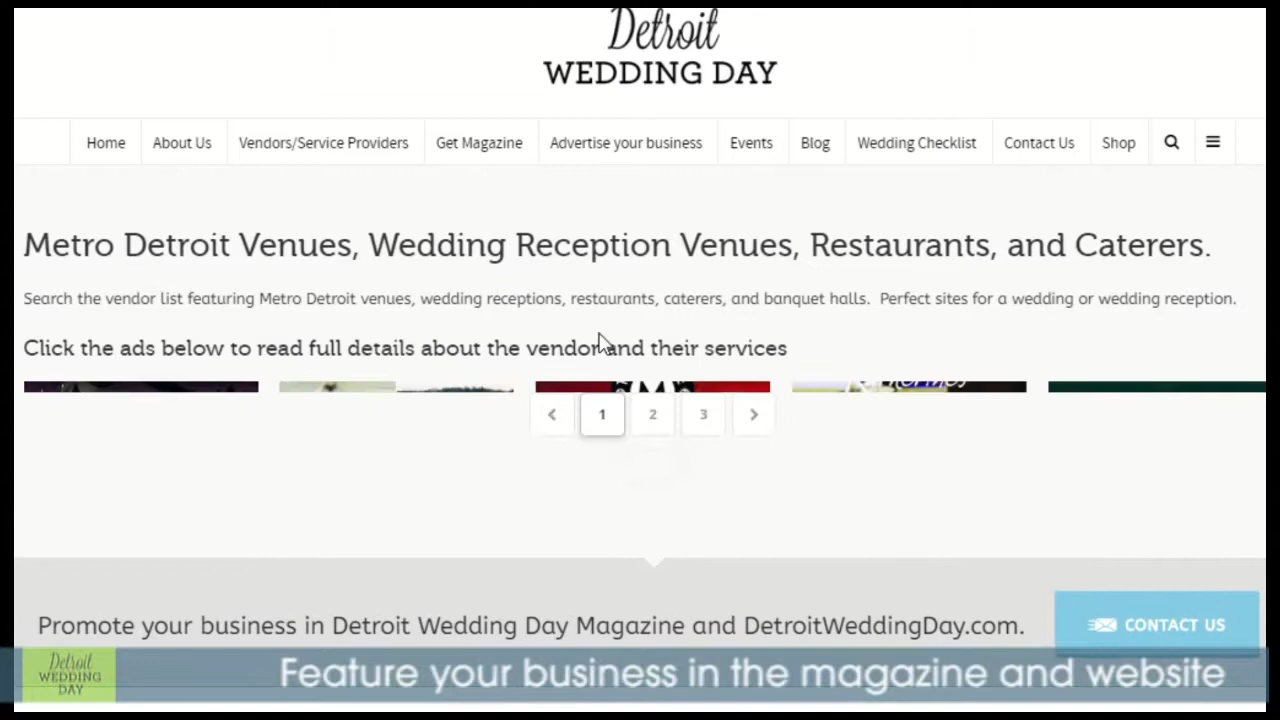 Detroit
WEDDING DAY
Home
About Us
Vendors/Service Providers
Get Magazine
Advertise your business
Events
Blog
Wedding Checklist
Contact Us
Shop
Metro Detroit Venues, Wedding Reception Venues, Restaurants, and Caterers.
Search the vendor list featuring Metro Detroit venues, wedding receptions, restaurants, caterers, and banquet halls. Perfect sites for a wedding or wedding reception.
Click the ads below to read full details about the vendor and their services
1
2
3
Promote your business in Detroit Wedding Day Magazine and DetroitWeddingDay.com.
CONTACT US
Detroit
WEDDING
DAY
Feature your business in the magazine and website